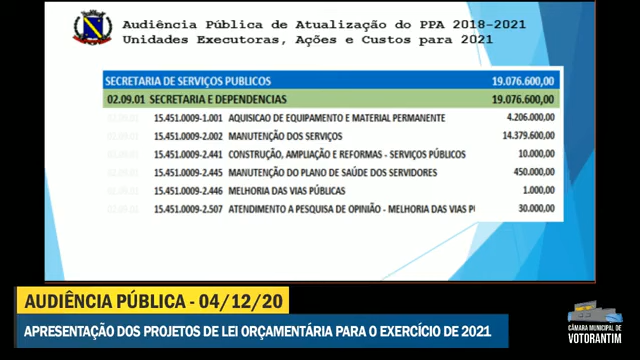 Audiência Pública de Atualização do PPA 2018-2021
Unidades Executoras, Ações e Custos para 2021
SECRETARIA DE SERVIÇOS PUBLICOS 19.076.600,00
02.09.01 SECRETARIA E DEPENDENCIAS 19.076.600,00
02.09.01 15.451.0009-1.001 AQUISICAO DE EQUIPAMENTO E MATERIAL PERMANENTE 4.206.000,00
02.09.01 15.451.0009-2.002 MANUTENÇÃO DOS SERVIÇOS 14.379.600,00
02.09.01 15.451.0009-2.441 CONSTRUÇÃO, AMPLIAÇÃO E REFORMAS - SERVIÇOS PÚBLICOS 10.000,00
02.09.01 15.451.0009-2.445 MANUTENÇÃO DO PLANO DE SAÚDE DOS SERVIDORES 450.000,00
02.09.01 15.451.0009-2.446 MELHORIA DAS VIAS PÚBLICAS 1.000,00
02.09.01 15.451.0009-2.507 ATENDIMENTO A PESQUISA DE OPINIÃO - MELHORIA DAS VIAS P 30.000,00
AUDIÊNCIA PÚBLICA - 04/12/20
APRESENTAÇÃO DOS PROJETOS DE LEI ORÇAMENTÁRIA PARA O EXERCÍCIO DE 2021
CÂMARA MUNICIPAL DE
VOTORANTIM